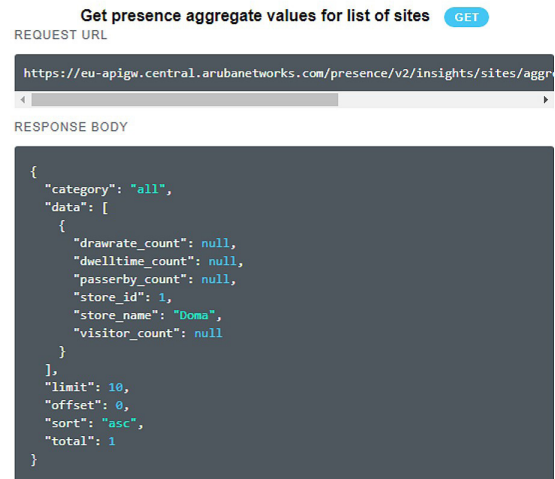 Get presence aggregate values for list of sites GET
REQUEST URL
https://eu-apigw.central.arubanetworks.com/presence/v2/insights/sites/aggr
RESPONSE BODY
{
"category": "all",
"data": [
{
"drawrate_count": null,
"dwelltime_count": null,
"passerby_count": null,
"store_id": 1,
"store_name": "Doma",
"visitor_count": null
}
],
"limit": 10,
"offset": 0,
"sort": "asc",
"total": 1
}